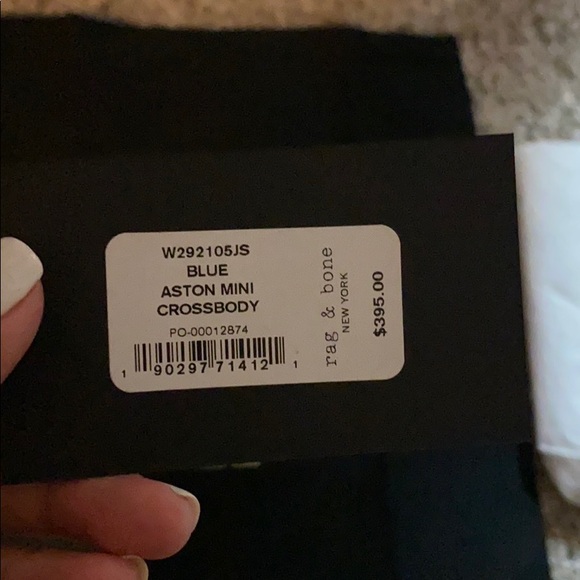 W292105JS
BLUE
ASTON MINI
CROSSBODY
PO-00012874
1 90297 71412 1
rag & bone
NEW YORK
$395.00